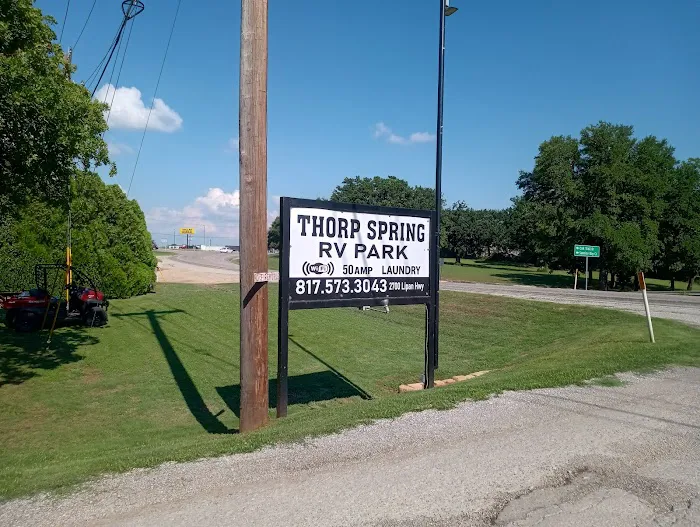 THORP SPRING
RV PARK
WiFi 50AMP LAUNDRY
817.573.3043 2700 Lipan Hwy